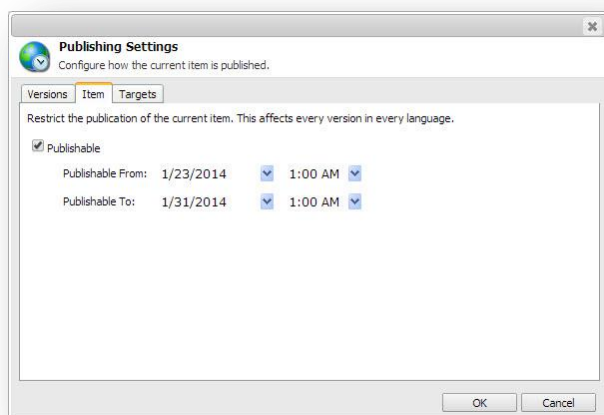 Publishing Settings
Configure how the current item is published.
Versions Item Targets
Restrict the publication of the current item. This affects every version in every language.
Publishable
Publishable From: 1/23/2014 1:00 AM
Publishable To: 1/31/2014 1:00 AM
OK Cancel